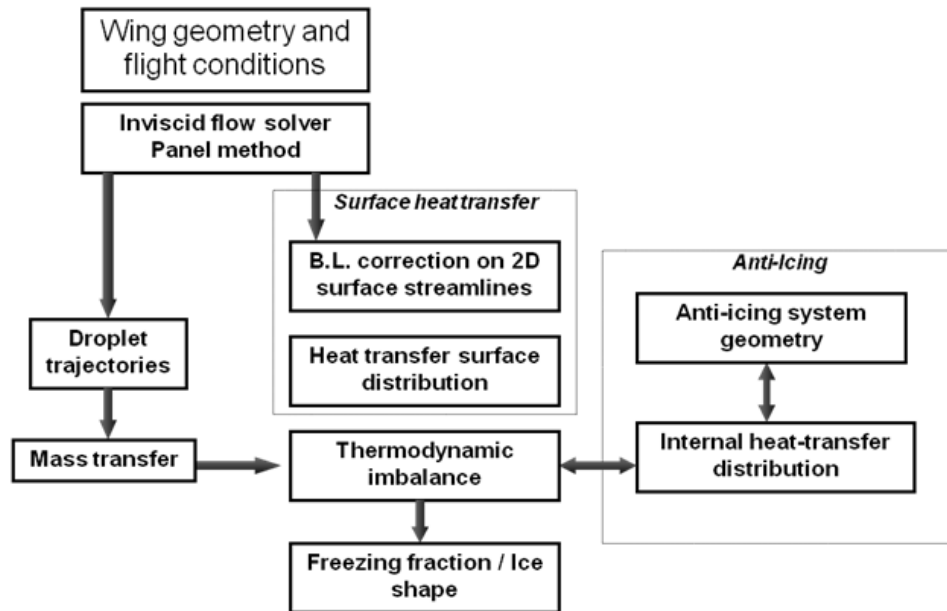 Wing geometry and
flight conditions
Inviscid flow solver
Panel method
Surface heat transfer
B.L. correction on 2D
surface streamlines
Heat transfer surface
distribution
Droplet
trajectories
Mass transfer
Thermodynamic
imbalance
Freezing fraction / Ice
shape
Anti-Icing
Anti-icing system
geometry
Internal heat-transfer
distribution